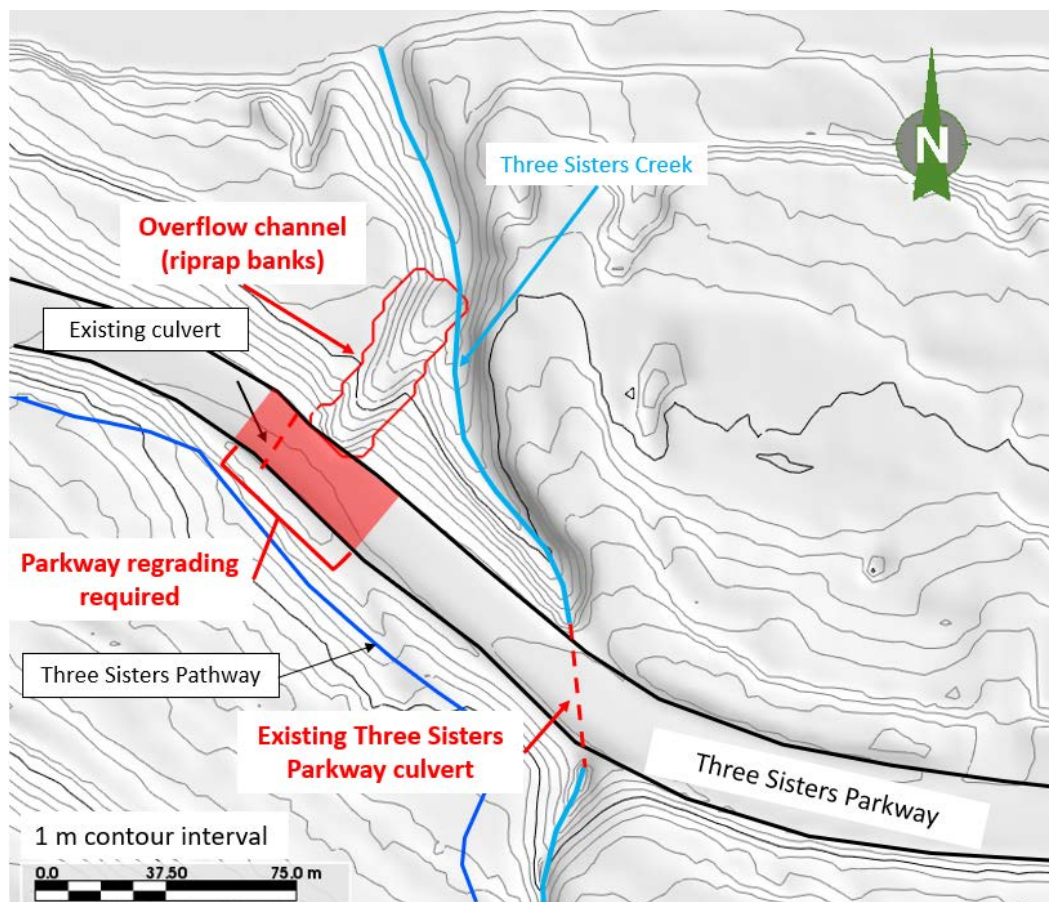 N
Three Sisters Creek
Overflow channel
(riprap banks)
Existing culvert
Parkway regrading
required
Three Sisters Pathway
Existing Three Sisters
Parkway culvert
Three Sisters Parkway
1 m contour interval
0.0 37.50 75.0 m